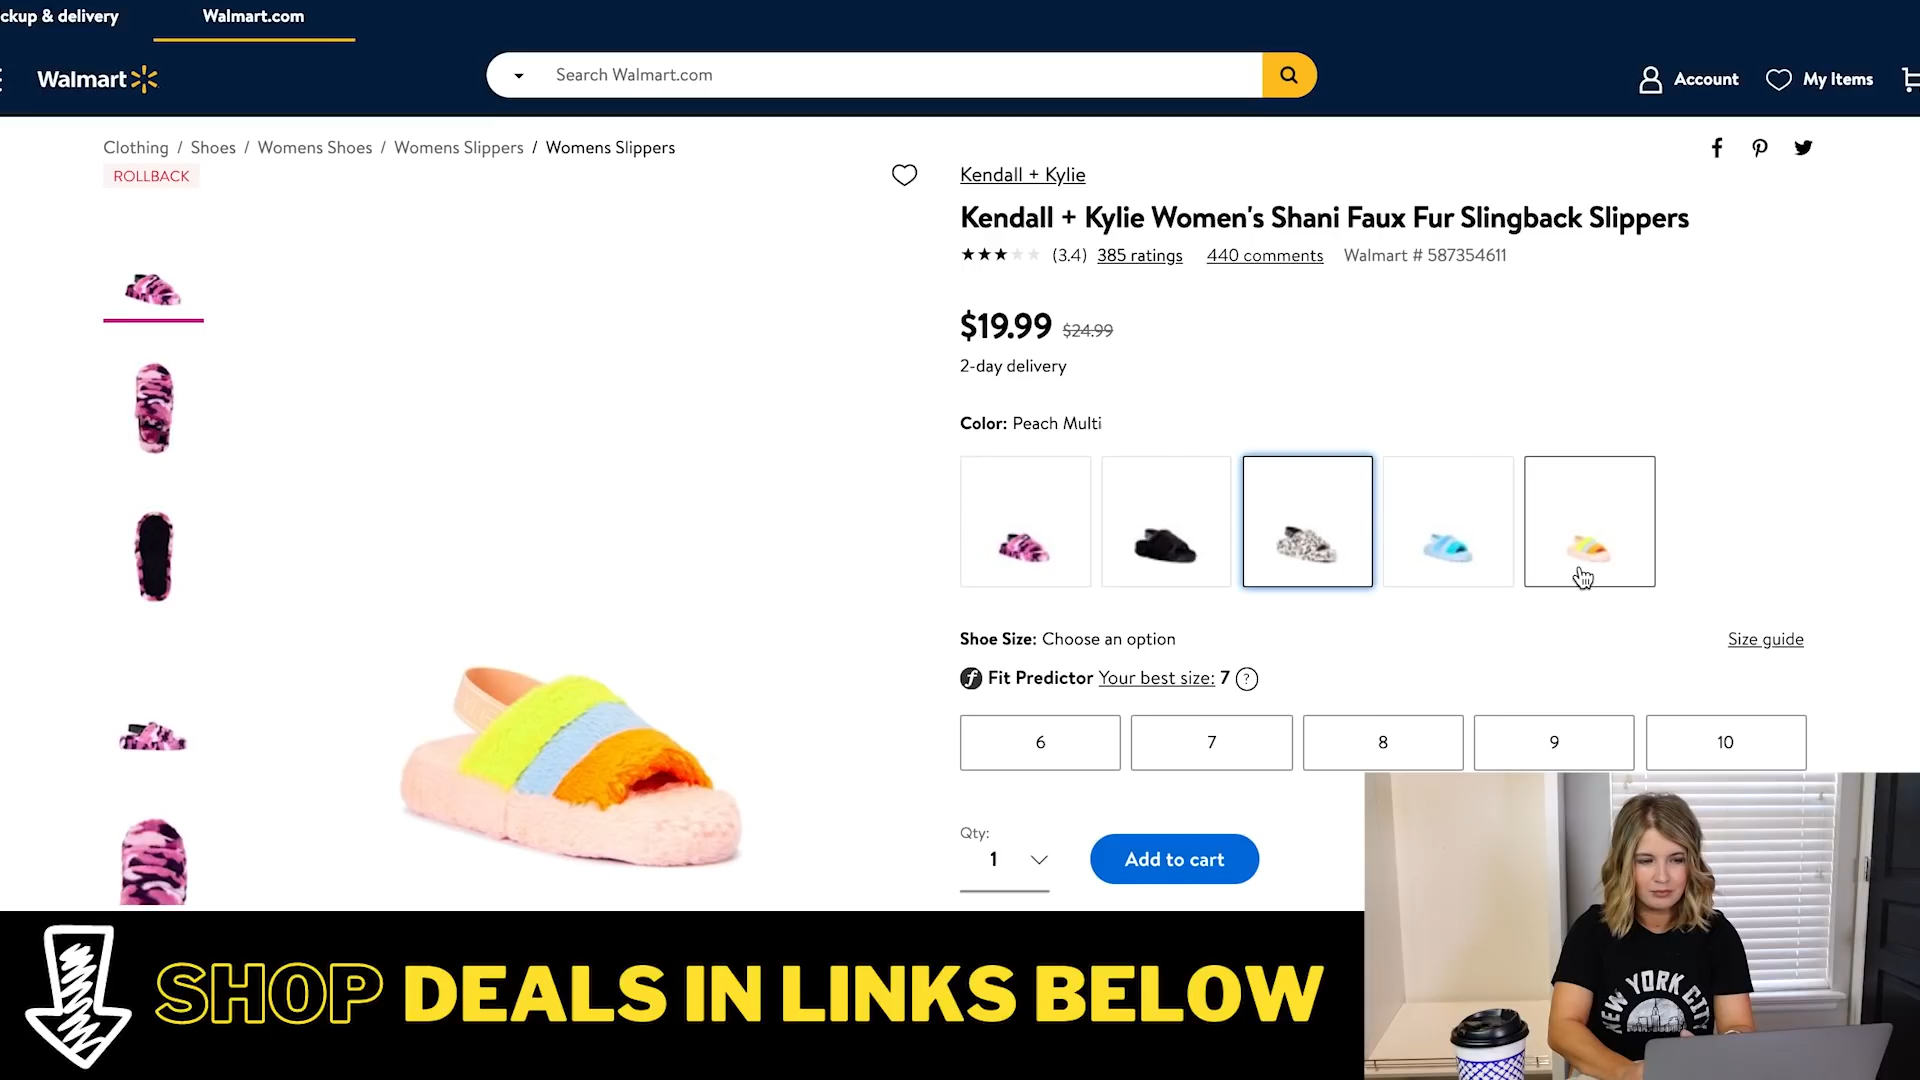 ckup & delivery
Walmart.com
Walmart
Search Walmart.com
Account
My Items
Clothing / Shoes / Womens Shoes / Womens Slippers / Womens Slippers
ROLLBACK
Kendall + Kylie
Kendall + Kylie Women's Shani Faux Fur Slingback Slippers
(3.4) 385 ratings 440 comments Walmart # 587354611
$19.99 $24.99
2-day delivery
Color: Peach Multi
Shoe Size: Choose an option
Size guide
Fit Predictor Your best size: 7 ?
6 7 8 9 10
Qty:
1
Add to cart
SHOP DEALS IN LINKS BELOW
NEW YORK CITY